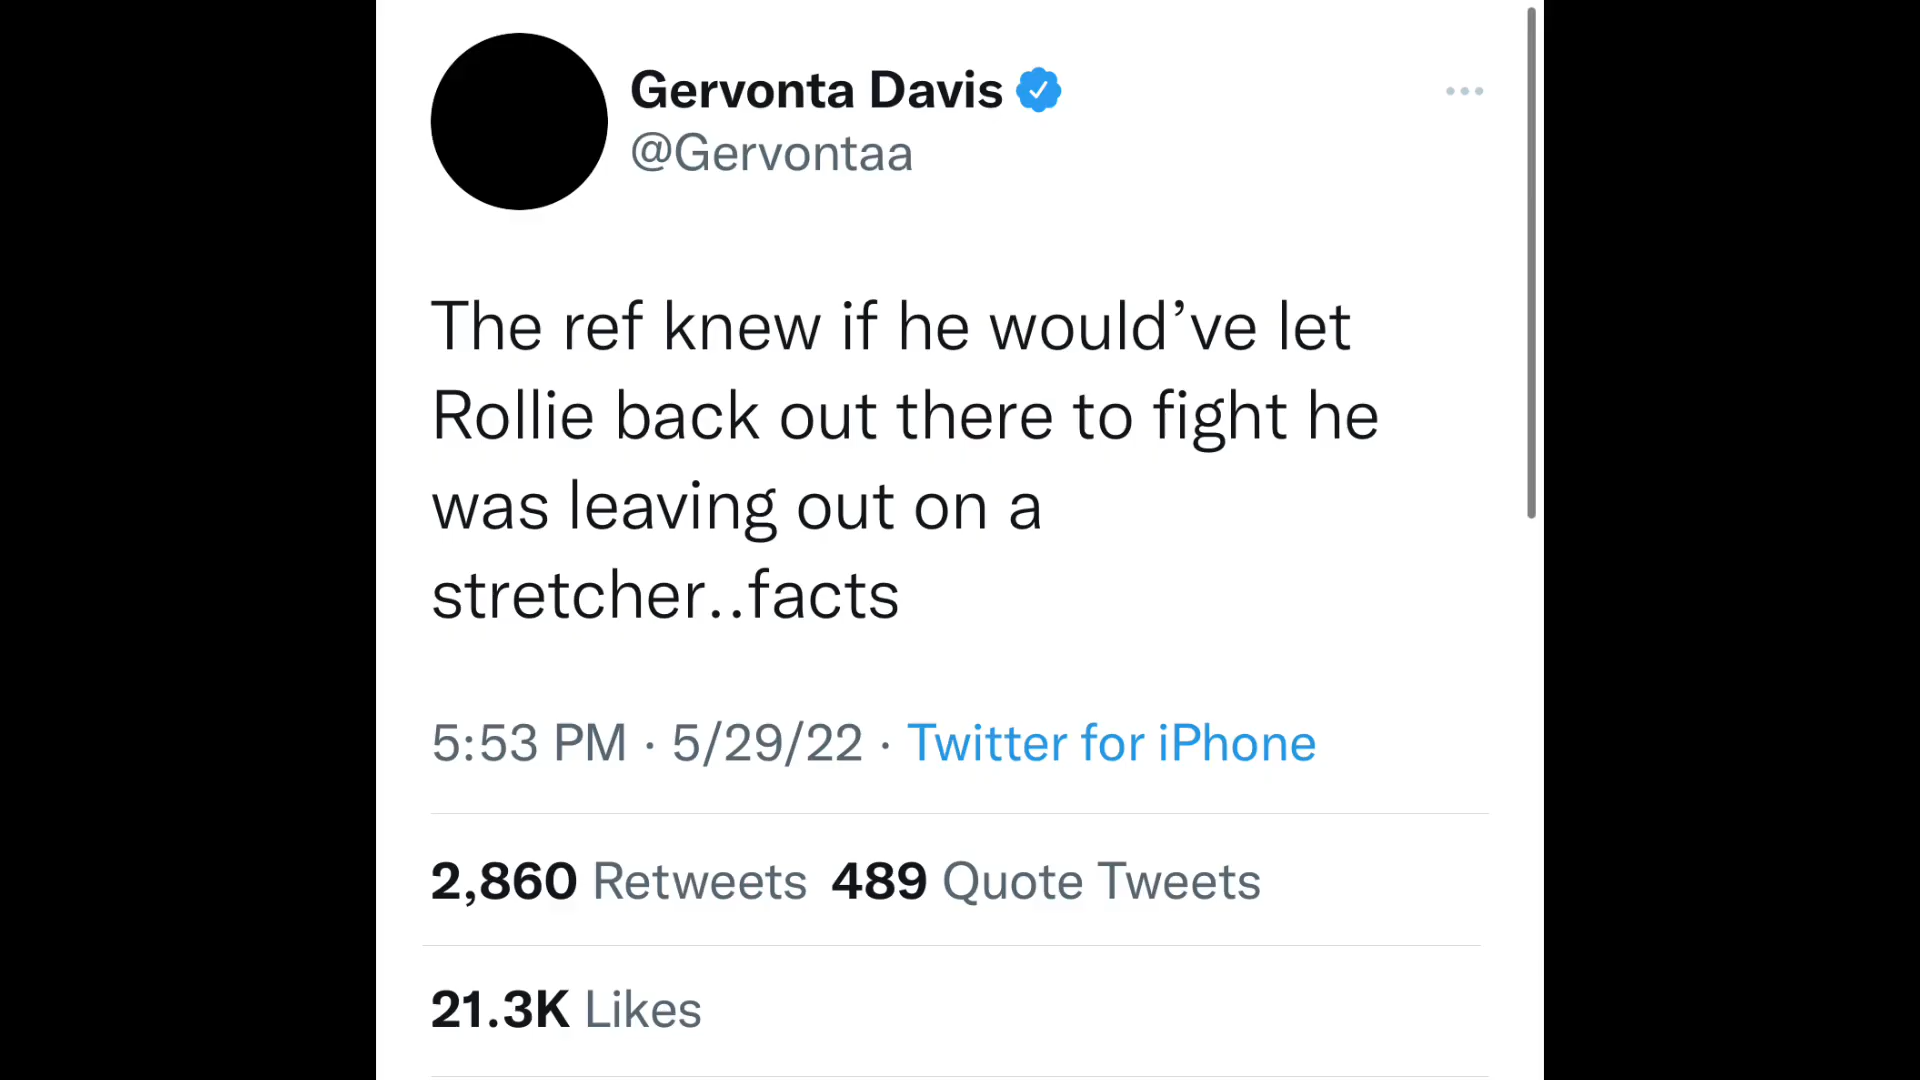 Gervonta Davis
@Gervontaa
The ref knew if he would’ve let
Rollie back out there to fight he
was leaving out on a
stretcher..facts
5:53 PM · 5/29/22 · Twitter for iPhone
2,860 Retweets 489 Quote Tweets
21.3K Likes